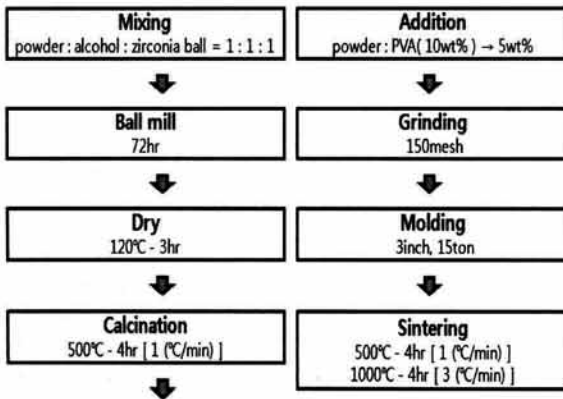 Mixing
powder : alcohol : zirconia ball = 1 : 1 : 1
Ball mill
72hr
Dry
120℃ - 3hr
Calcination
500℃ - 4hr [ 1 (℃/min) ]
Addition
powder : PVA( 10wt% ) → 5wt%
Grinding
150mesh
Molding
3inch, 15ton
Sintering
500℃ - 4hr [ 1 (℃/min) ]
1000℃ - 4hr [ 3 (℃/min) ]